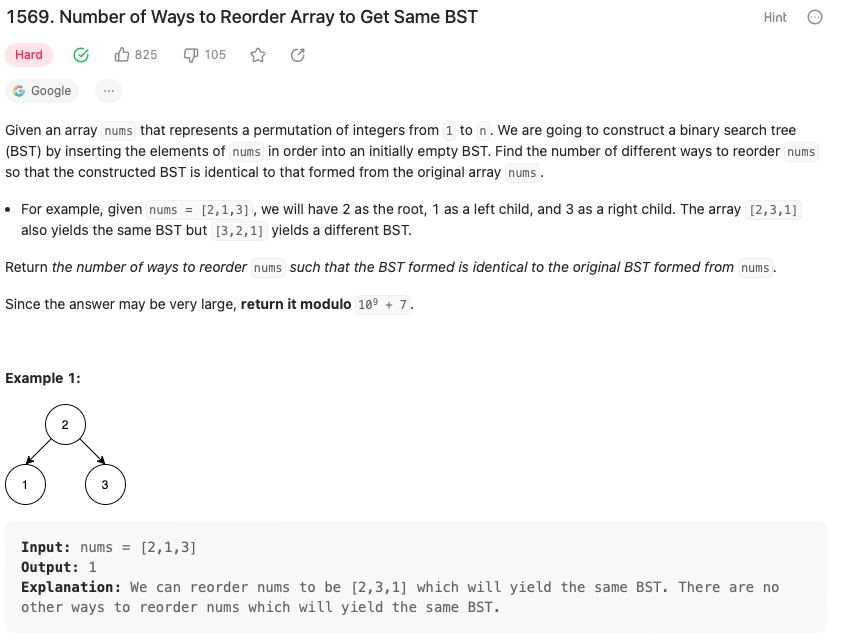 1569. Number of Ways to Reorder Array to Get Same BST
Hint
Hard
825
105
Google
...
Given an array nums that represents a permutation of integers from 1 to n. We are going to construct a binary search tree
(BST) by inserting the elements of nums in order into an initially empty BST. Find the number of different ways to reorder nums
so that the constructed BST is identical to that formed from the original array nums.
• For example, given nums = [2,1,3], we will have 2 as the root, 1 as a left child, and 3 as a right child. The array [2,3,1]
also yields the same BST but [3,2,1] yields a different BST.
Return the number of ways to reorder nums such that the BST formed is identical to the original BST formed from nums.
Since the answer may be very large, return it modulo 10⁹ + 7.
Example 1:
2
1
3
Input: nums = [2,1,3]
Output: 1
Explanation: We can reorder nums to be [2,3,1] which will yield the same BST. There are no
other ways to reorder nums which will yield the same BST.